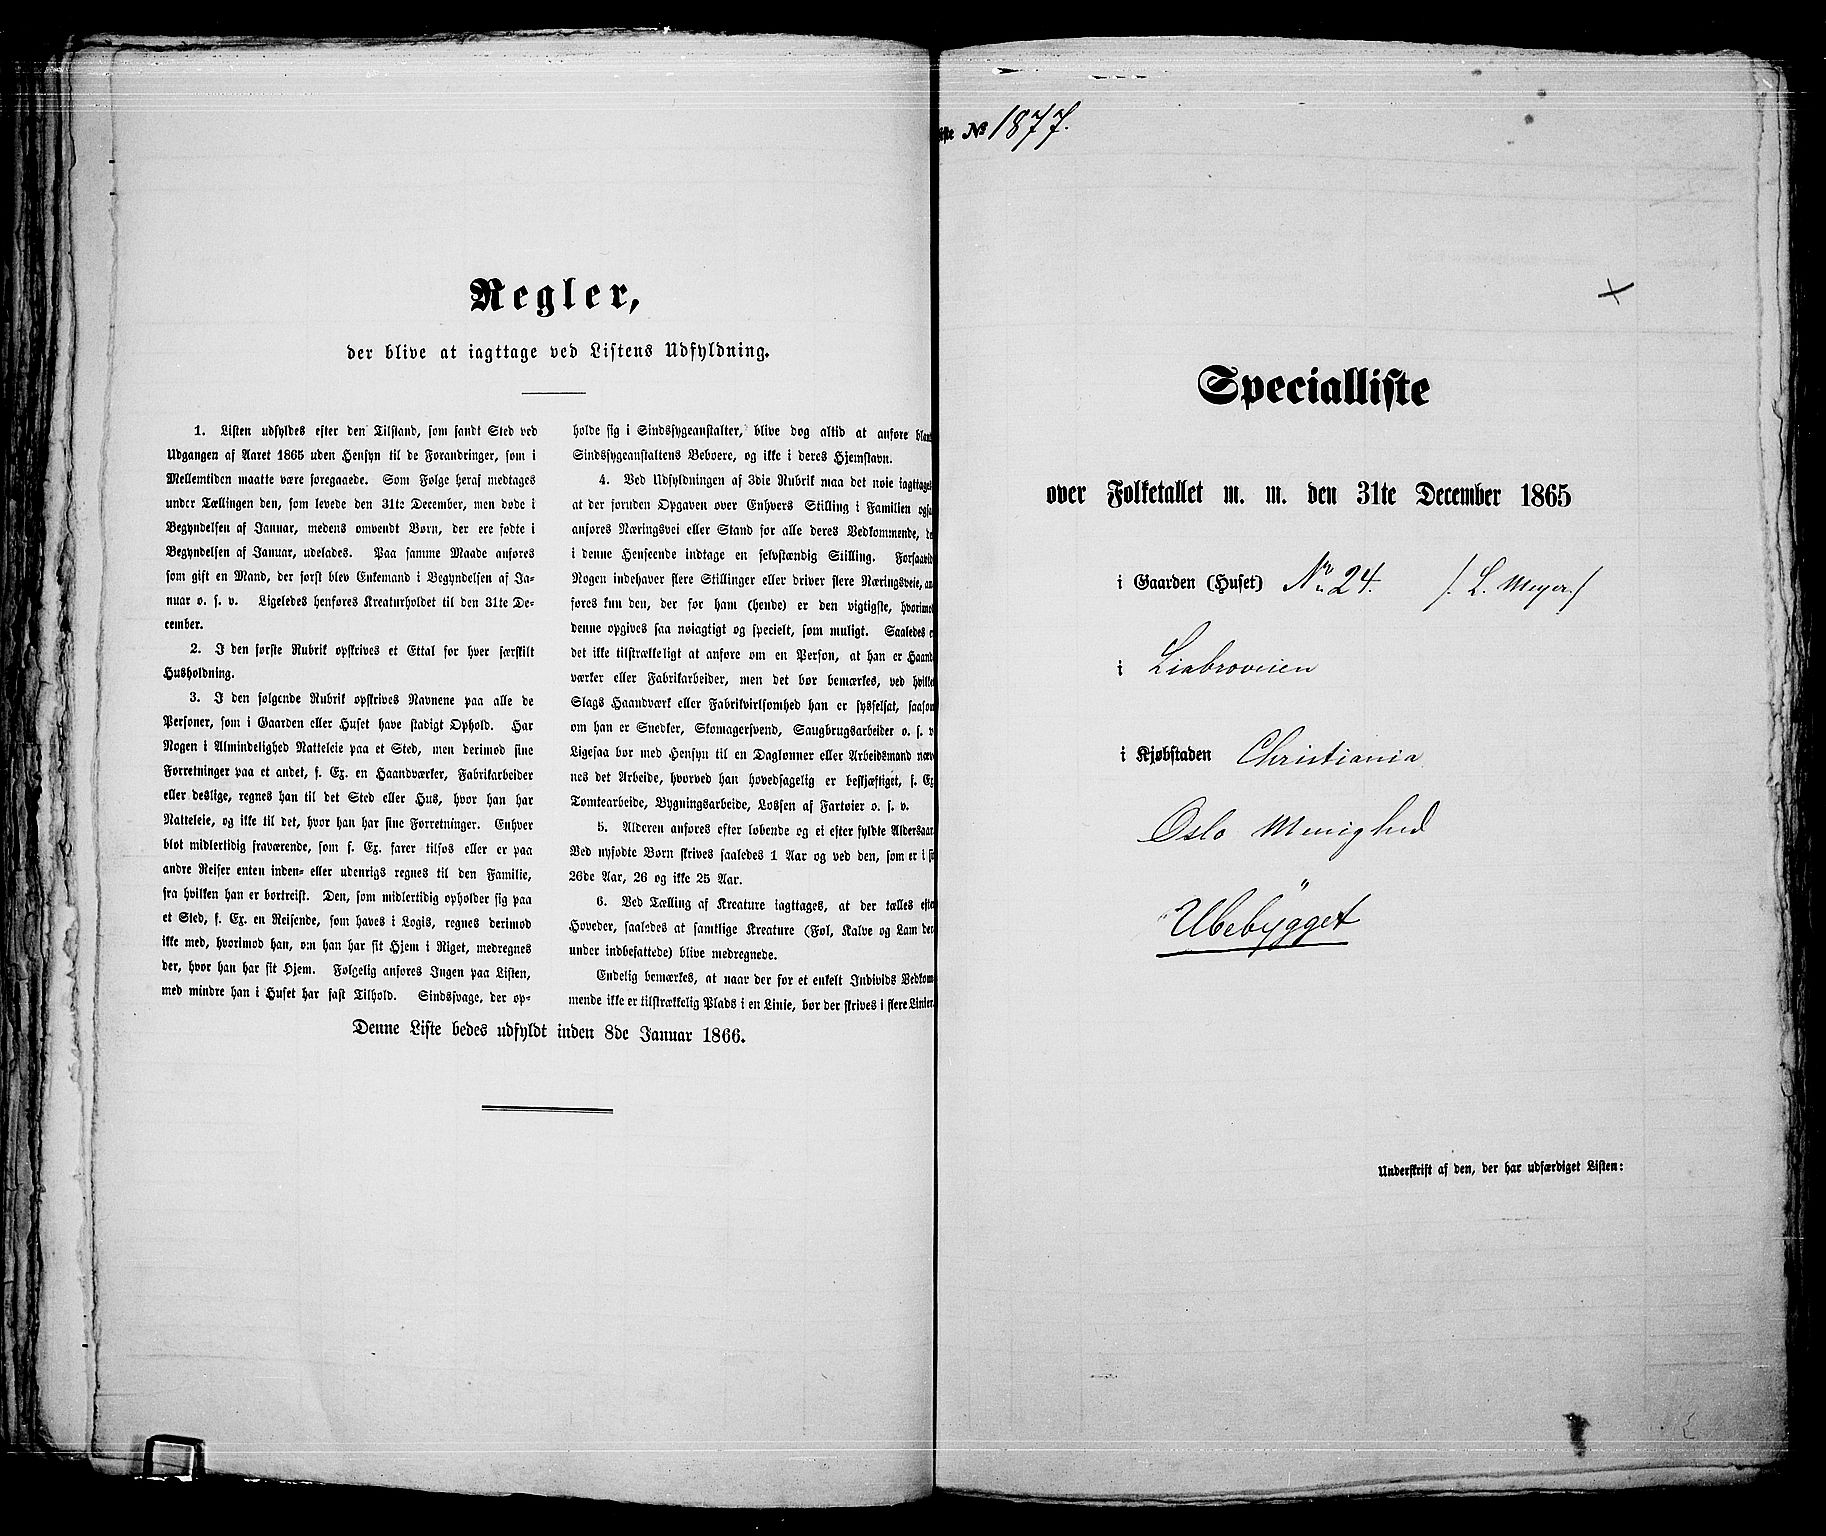 Regler,
der blive at iagttage ved Listens Udfyldning.
1. Listen udfyldes efter den Tilstand, som fandt Sted ved
Udgangen af Aaret 1865 uden Hensyn til de Forandringer, som i
Mellemtiden maatte være foregaaede. Som Følge heraf medtages
under Tællingen den, som levede den 31te December, men døde i
Begyndelsen af Januar, medens omvendt Børn, der ere fødte i
Begyndelsen af Januar, udelades. Paa samme Maade anføres
som gift en Mand, der først blev Enkemand i Begyndelsen af Ja-
nuar o. s. v. Ligeledes henføres Kreaturholdet til den 31te De-
cember.
2. I den første Rubrik opskrives et Ettal for hver særskilt
Husholdning.
3. I den følgende Rubrik opskrives Navnene paa alle de
Personer, som i Gaarden eller Huset have stadigt Ophold. Har
Nogen i Almindelighed Natteleie paa et Sted, men derimod sine
Forretninger paa et andet, f. Ex. en Haandværker, Fabrikarbeider
eller deslige, regnes han til det Sted eller Hus, hvor han har
Natteleie, og ikke til det, hvor han har sine Forretninger. Enhver
blot midlertidig fraværende, som f. Ex. farer tilsøs eller er paa
andre Reiser enten inden- eller udenrigs regnes til den Familie,
fra hvilken han er bortreist. Den, som midlertidig opholder sig paa
et Sted, f. Ex. en Reisende, som haves i Logis, regnes derimod
ikke med, hvorimod han, om han har sit Hjem i Riget, medregnes
der, hvor han har sit Hjem. Følgelig anføres Ingen paa Listen,
med mindre han i Huset har fast Tilhold. Sindssvage, der op-
holde sig i Sindssygeanstalter, blive dog altid at anføre blan
Sindssygeanstaltens Beboere, og ikke i deres Hjemstavn.
4. Ved Udfyldningen af 3die Rubrik maa det nøie iagttages
at der foruden Opgaven over Enhvers Stilling i Familien ogsa
anføres Næringsvei eller Stand for alle deres Vedkommende, de
i denne Henseende indtage en selvstændig Stilling. Forsaavid
Nogen indehaver flere Stillinger eller driver flere Næringsveie, an
føres kun den, der for ham (hende) er den vigtigste, hvorimo
denne opgives saa nøiagtigt og specielt, som muligt. Saaledes e
det ikke tilstrækkeligt at anføre om en Person, at han er Haand
værker eller Fabrikarbeider, men det bør bemærkes, ved hvilke
Slags Haandværk eller Fabrikvirksomhed han er sysselsat, saasom
om han er Snedker, Skomagersvend, Saugbrugsarbeider o. s. v
Ligesaa bør med Hensyn til en Daglønner eller Arbeidsmand næv
nes det Arbeide, hvorved han hovedsagelig er beskjæftiget, f. Ex
Tomtearbeide, Bygningsarbeide, Lossen af Fartøier o. s. v.
5. Alderen anføres efter løbende og ei efter fyldte Aldersaar
Ved nyfødte Børn skrives saaledes 1 Aar og ved den, som er i sit
26de Aar, 26 og ikke 25 Aar.
6. Ved Tælling af Kreature iagttages, at der tælles efte
Hoveder, saaledes at samtlige Kreature (Føl, Kalve og Lam der
under indbefattede) blive medregnede.
Endelig bemærkes, at naar der for et enkelt Individs Vedkom
mende ikke er tilstrækkelig Plads i en Linie, bør der skrives i flere Linier.
Denne Liste bedes udfyldt inden 8de Januar 1866.
iste No 1877.
Specialliste
over Folketallet m. m. den 31te December 1865
i Gaarden (Huset) No 24. /: L. Meyer :/
i Liabroveien
i Kjøbstaden Christiania
Oslo Menighed
Ubebygget
Underskrift af den, der har udfærdiget Listen: